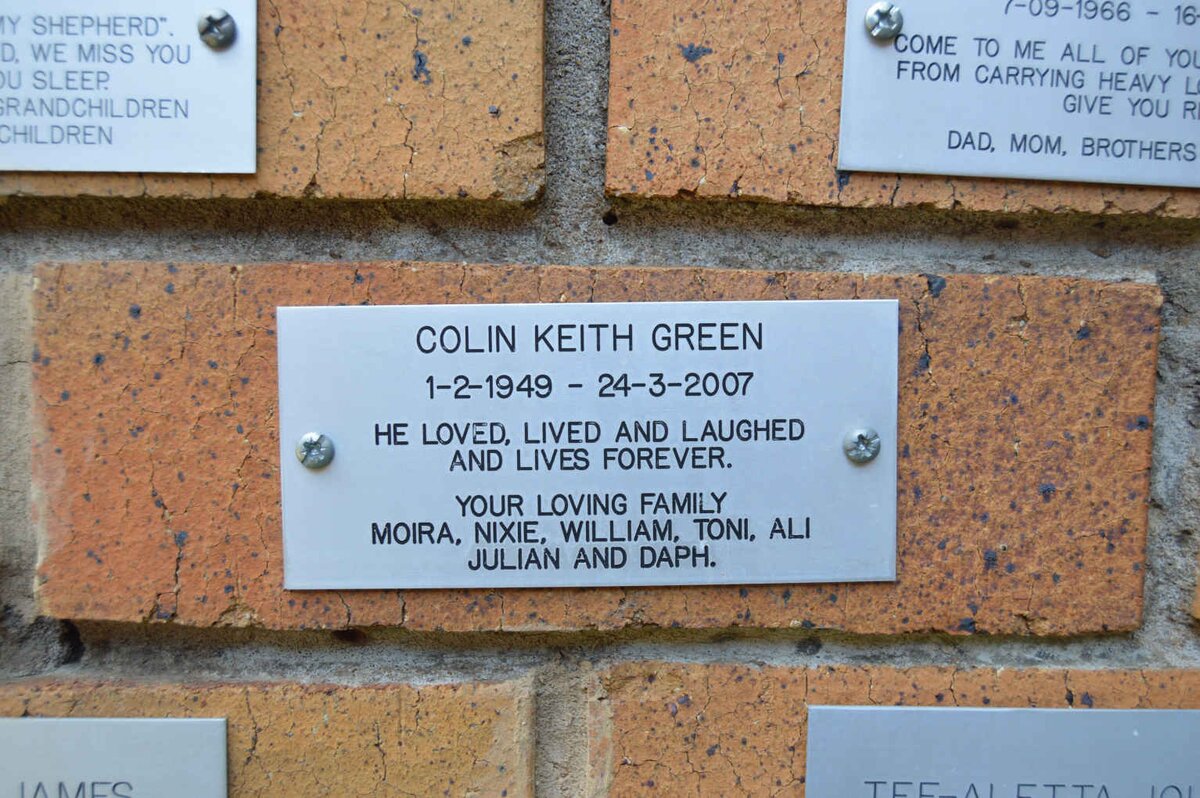 MY SHEPHERD".
WE MISS YOU
SLEEP.
GRANDCHILDREN
CHILDREN
7-09-1966 -
COME TO ME ALL OF YOU
FROM CARRYING HEAVY
GIVE YOU
DAD, MOM, BROTHERS
COLIN KEITH GREEN
1-2-1949 - 24-3-2007
HE LOVED, LIVED AND LAUGHED
AND LIVES FOREVER.
YOUR LOVING FAMILY
MOIRA, NIXIE, WILLIAM, TONI, ALI
JULIAN AND DAPH.
JAMES